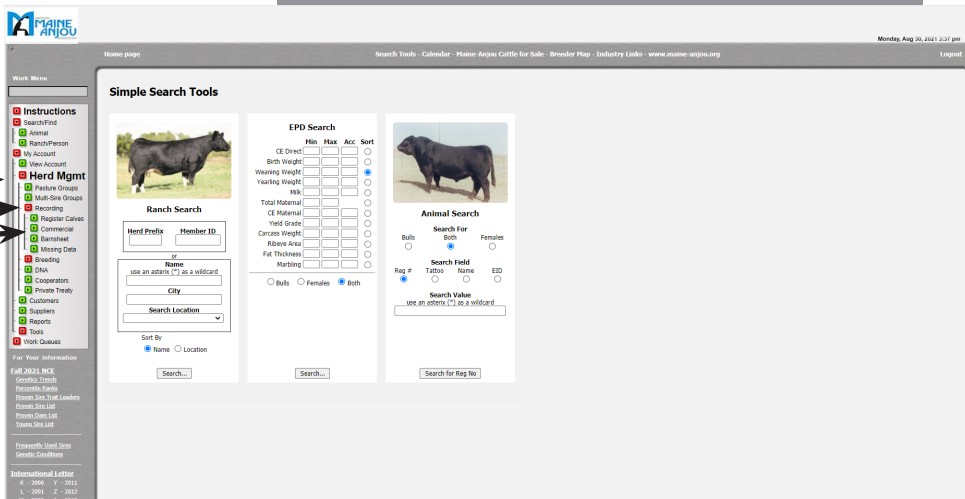 MAINE
ANJOU
Monday, Aug 30, 2021 3:37 pm
Home page
Search Tools - Calendar - Maine-Anjou Cattle for Sale - Breeder Map - Industry Links - www.maine-anjou.org
Logout
Work Menu
Instructions
Search/Find
Animal
Ranch/Person
My Account
View Account
Herd Mgmt
Pasture Groups
Multi-Sire Groups
Recording
Register Calves
Commercial
Barnsheet
Missing Data
Breeding
DNA
Cooperators
Private Treaty
Customers
Suppliers
Reports
Tools
Work Queues
For Your Information
Fall 2021 NCE
Genetics Trends
Percentile Ranks
Proven Sire Trait Leaders
Proven Sire List
Proven Dam List
Young Sire List
Frequently Used Sires
Genetic Conditions
International Letter
K - 2000 Y - 2011
L - 2001 Z - 2012
Simple Search Tools
Ranch Search
Herd Prefix Member ID
or
Name
use an asterix (*) as a wildcard
City
Search Location
Sort By
Name Location
Search...
EPD Search
Min Max Acc Sort
CE Direct
Birth Weight
Weaning Weight
Yearling Weight
Milk
Total Maternal
CE Maternal
Yield Grade
Carcass Weight
Ribeye Area
Fat Thickness
Marbling
Bulls Females Both
Search...
Animal Search
Search For
Bulls Both Females
Search Field
Reg # Tattoo Name EID
Search Value
use an asterix (*) as a wildcard
Search for Reg No